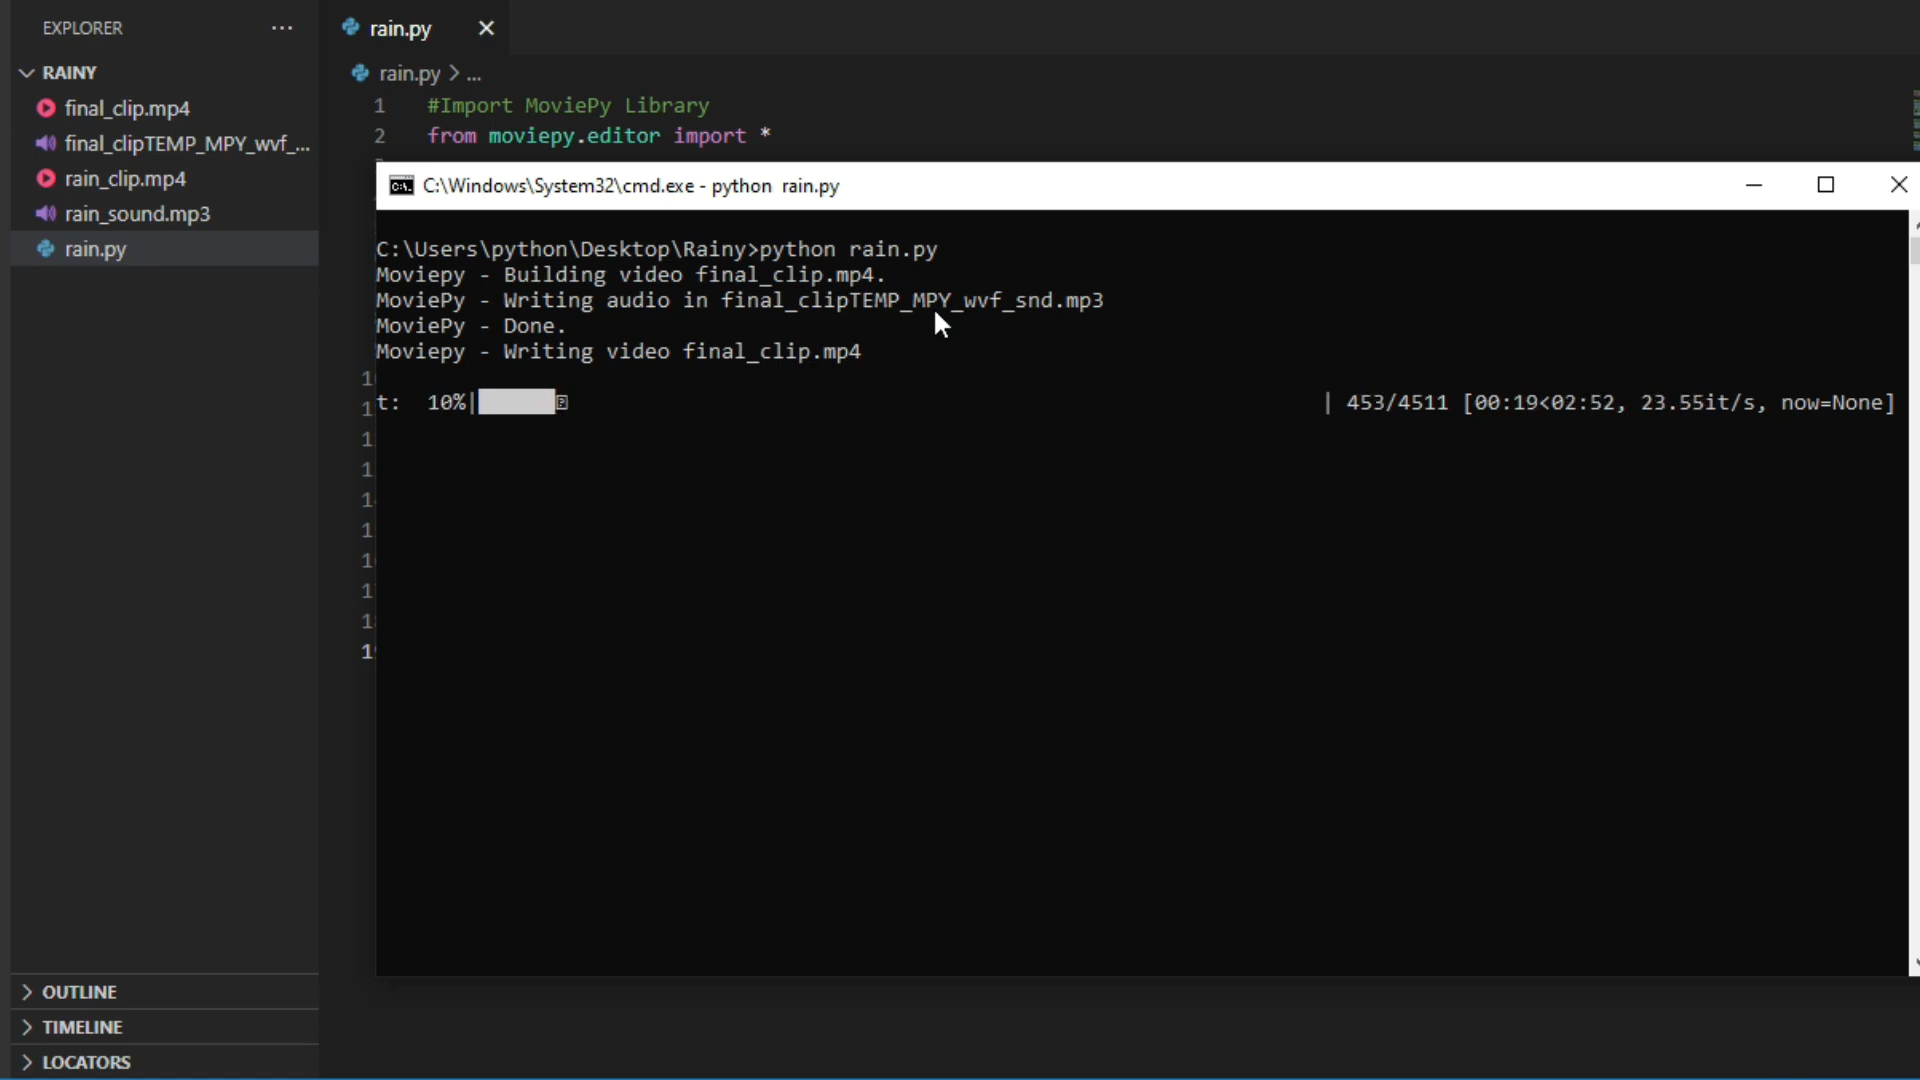 EXPLORER
RAINY
final_clip.mp4
final_clipTEMP_MPY_wvf_...
rain_clip.mp4
rain_sound.mp3
rain.py
OUTLINE
TIMELINE
LOCATORS
rain.py
rain.py > ...
1 #Import MoviePy Library
2 from moviepy.editor import *
C:\Windows\System32\cmd.exe - python rain.py
C:\Users\python\Desktop\Rainy>python rain.py
Moviepy - Building video final_clip.mp4.
MoviePy - Writing audio in final_clipTEMP_MPY_wvf_snd.mp3
MoviePy - Done.
Moviepy - Writing video final_clip.mp4
t: 10%| | 453/4511 [00:19<02:52, 23.55it/s, now=None]